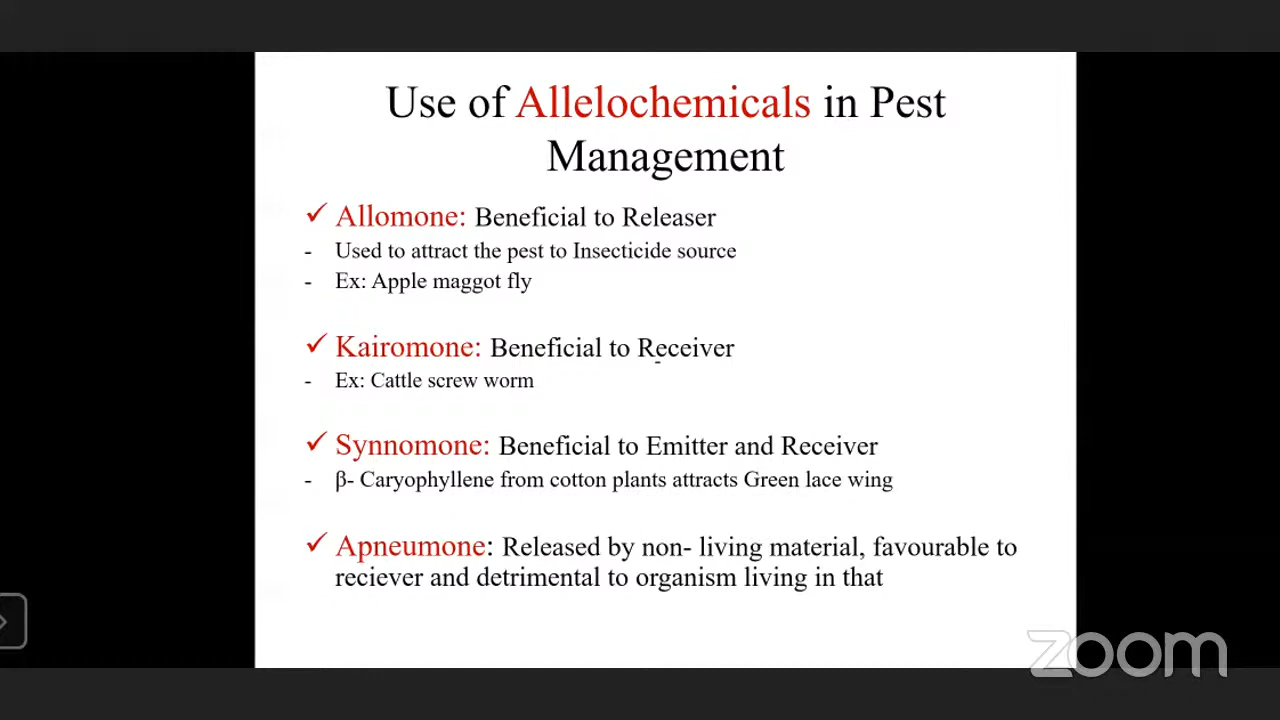 Use of Allelochemicals in Pest
Management
✓ Allomone: Beneficial to Releaser
- Used to attract the pest to Insecticide source
- Ex: Apple maggot fly
✓ Kairomone: Beneficial to Receiver
- Ex: Cattle screw worm
✓ Synnomone: Beneficial to Emitter and Receiver
- β- Caryophyllene from cotton plants attracts Green lace wing
✓ Apneumone: Released by non- living material, favourable to
reciever and detrimental to organism living in that
zoom